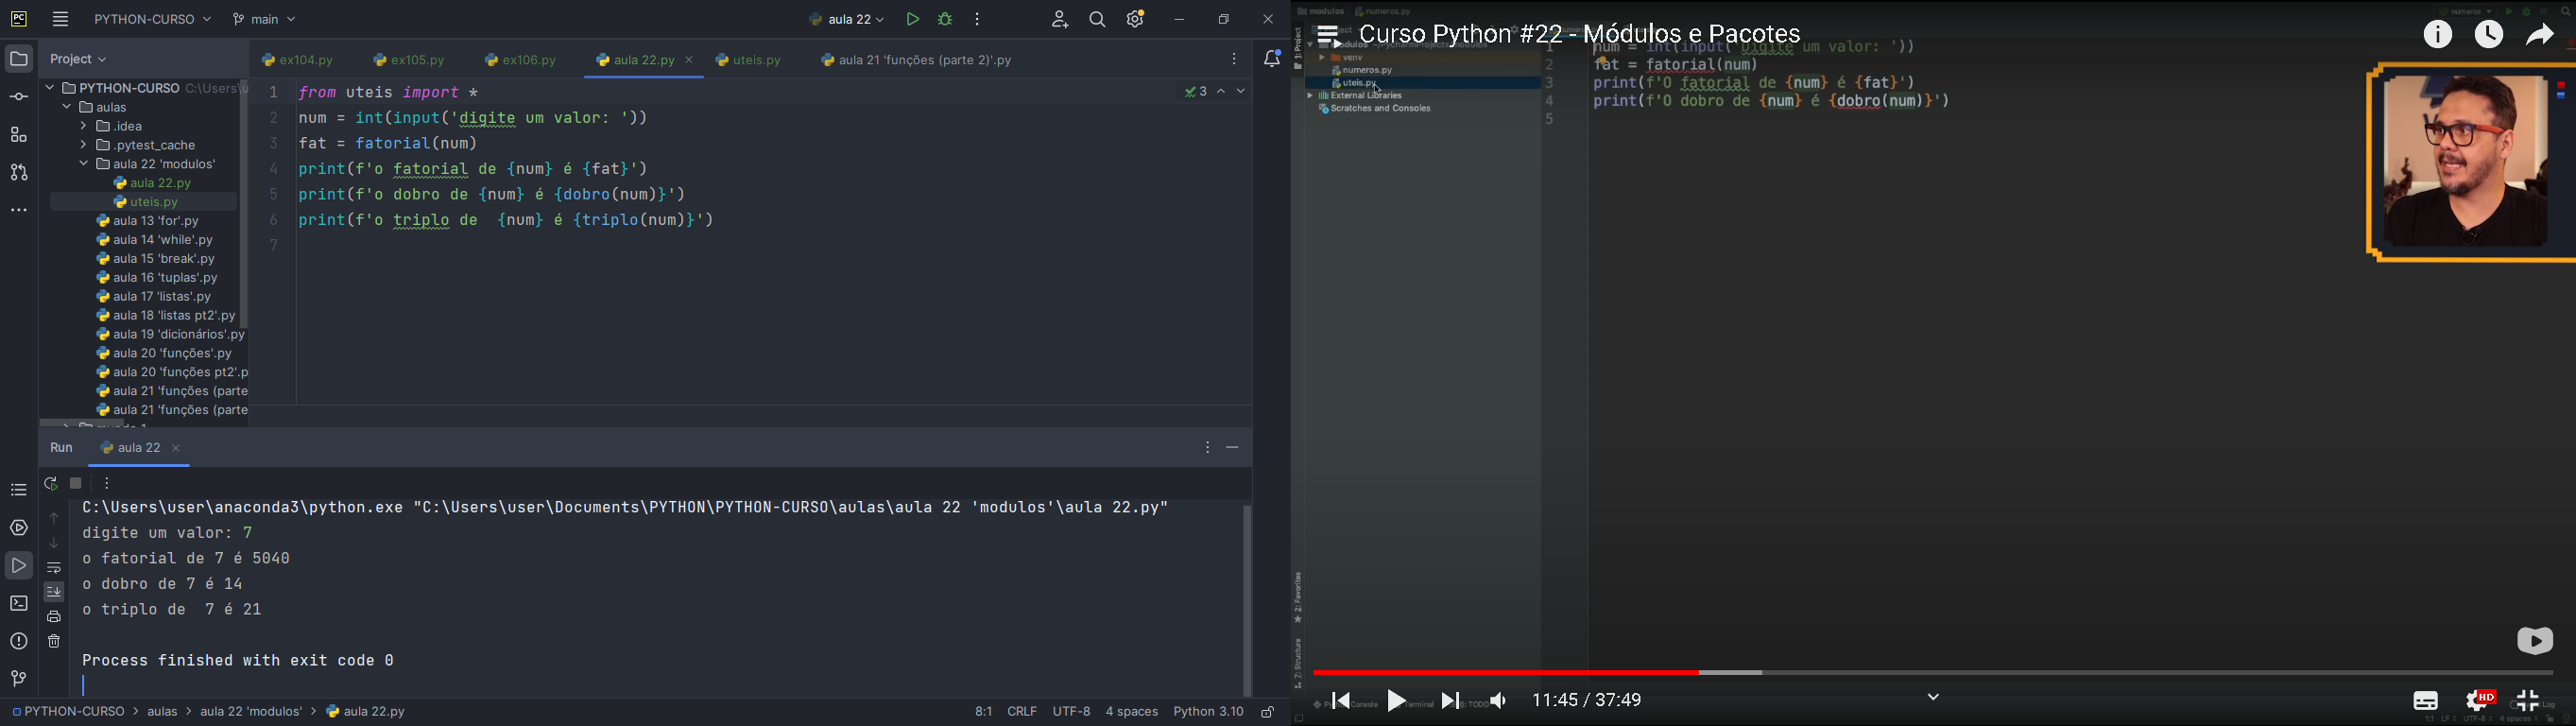 PYTHON-CURSO
main
aula 22
Project
ex104.py
ex105.py
ex106.py
aula 22.py
uteis.py
aula 21 'funções (parte 2)'.py
PYTHON-CURSO C:\Users\u
aulas
.idea
.pytest_cache
aula 22 'modulos'
aula 22.py
uteis.py
aula 13 'for'.py
aula 14 'while'.py
aula 15 'break'.py
aula 16 'tuplas'.py
aula 17 'listas'.py
aula 18 'listas pt2'.py
aula 19 'dicionários'.py
aula 20 'funções'.py
aula 20 'funções pt2'.p
aula 21 'funções (parte
aula 21 'funções (parte
3
1 from uteis import *
2 num = int(input('digite um valor: '))
3 fat = fatorial(num)
4 print(f'o fatorial de {num} é {fat}')
5 print(f'o dobro de {num} é {dobro(num)}')
6 print(f'o triplo de  {num} é {triplo(num)}')
7
Run
aula 22
C:\Users\user\anaconda3\python.exe "C:\Users\user\Documents\PYTHON\PYTHON-CURSO\aulas\aula 22 'modulos'\aula 22.py"
digite um valor: 7
o fatorial de 7 é 5040
o dobro de 7 é 14
o triplo de  7 é 21
Process finished with exit code 0
PYTHON-CURSO > aulas > aula 22 'modulos' > aula 22.py
8:1 CRLF UTF-8 4 spaces Python 3.10
modulos numeros.py
numeros
Curso Python #22 - Módulos e Pacotes
1: Project
venv
numeros.py
uteis.py
External Libraries
Scratches and Consoles
1 num = int(input('Digite um valor: '))
2 fat = fatorial(num)
3 print(f'O fatorial de {num} é {fat}')
4 print(f'O dobro de {num} é {dobro(num)}')
5
2: Favorites
7: Structure
11:45 / 37:49
HD
Console
Terminal
TODO